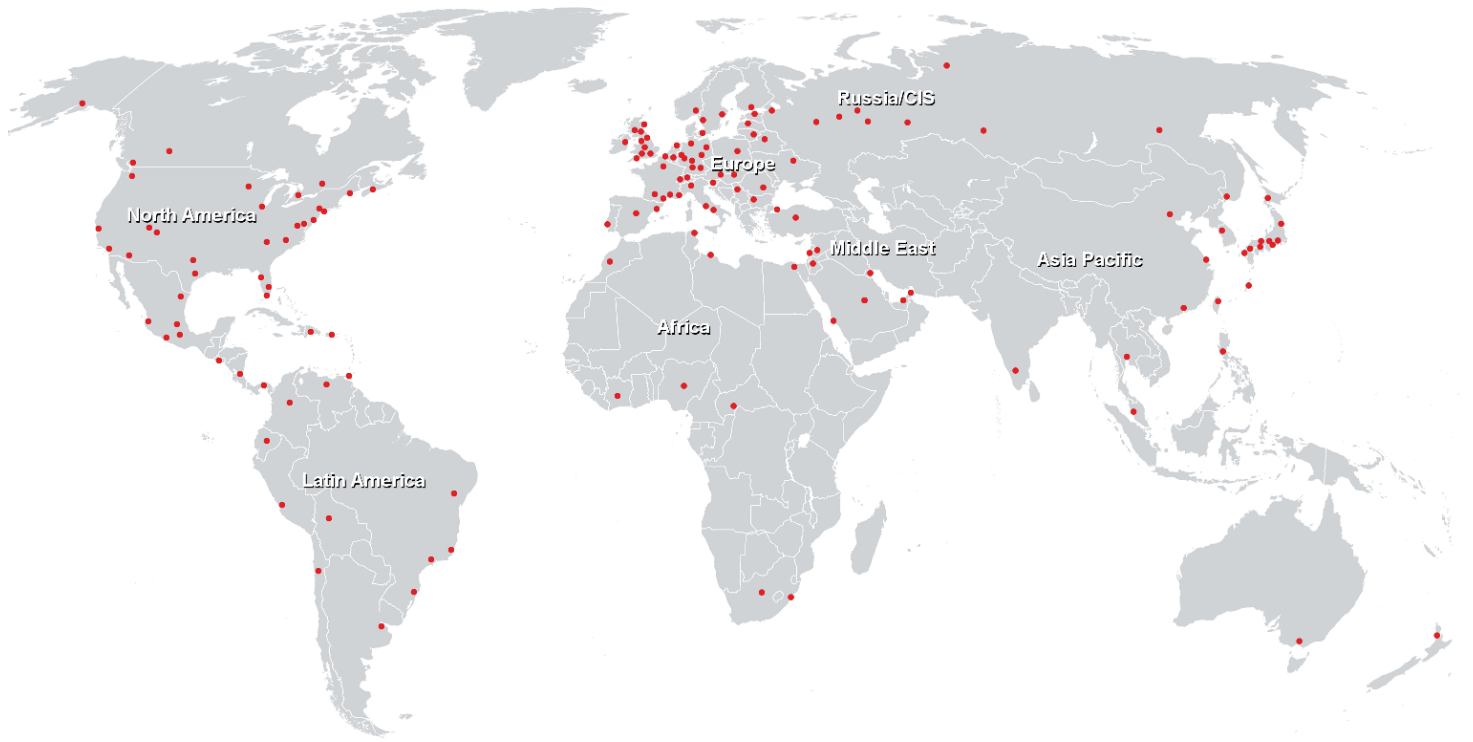 Russia/CIS
Europe
North America
Middle East
Asia Pacific
Africa
Latin America